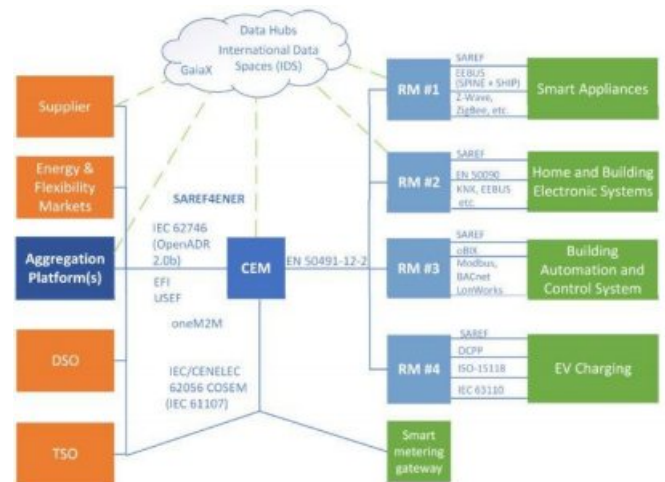 Data Hubs
International Data
Spaces (IDS)
GaiaX
Supplier
Energy &
Flexibility
Markets
Aggregation
Platform(s)
DSO
TSO
SAREF4ENER
IEC 62746
(OpenADR
2.0b)
EFI
USEF
oneM2M
IEC/CENELEC
62056 COSEM
(IEC 61107)
CEM
EN 50491-12-2
RM #1
SAREF
EEBUS
(SPINE + SHIP)
Z-Wave,
ZigBee, etc.
Smart Appliances
RM #2
SAREF
EN 50090
KNX, EEBUS
etc.
Home and Building
Electronic Systems
RM #3
SAREF
oBIX
Modbus,
BACnet
LonWorks
Building
Automation and
Control System
RM #4
SAREF
OCPP
ISO-15118
IEC 63110
EV Charging
Smart
metering
gateway